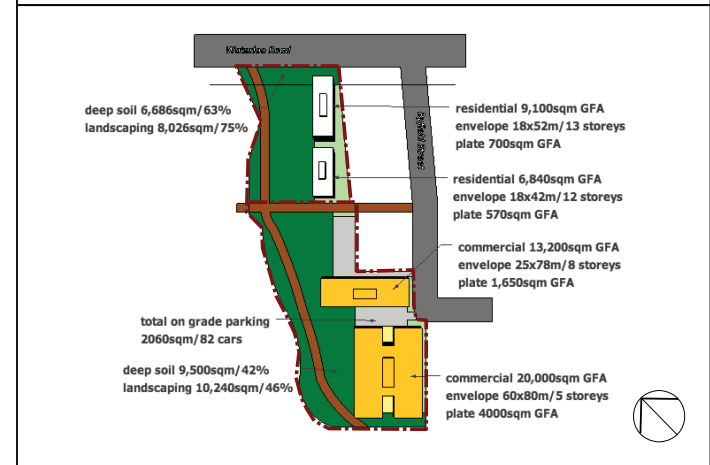 Waterloo Road
deep soil 6,686sqm/63%
landscaping 8,026sqm/75%
residential 9,100sqm GFA
envelope 18x52m/13 storeys
plate 700sqm GFA
residential 6,840sqm GFA
envelope 18x42m/12 storeys
plate 570sqm GFA
commercial 13,200sqm GFA
envelope 25x78m/8 storeys
plate 1,650sqm GFA
total on grade parking
2060sqm/82 cars
deep soil 9,500sqm/42%
landscaping 10,240sqm/46%
commercial 20,000sqm GFA
envelope 60x80m/5 storeys
plate 4000sqm GFA